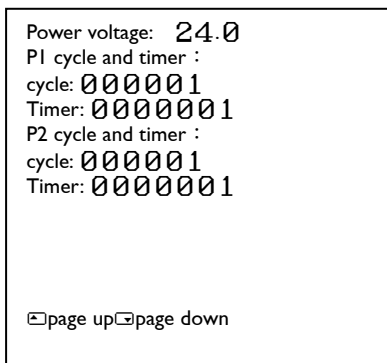 Power voltage: 24.0
P1 cycle and timer：
cycle: 000001
Timer: 0000001
P2 cycle and timer：
cycle: 000001
Timer: 0000001
page up page down